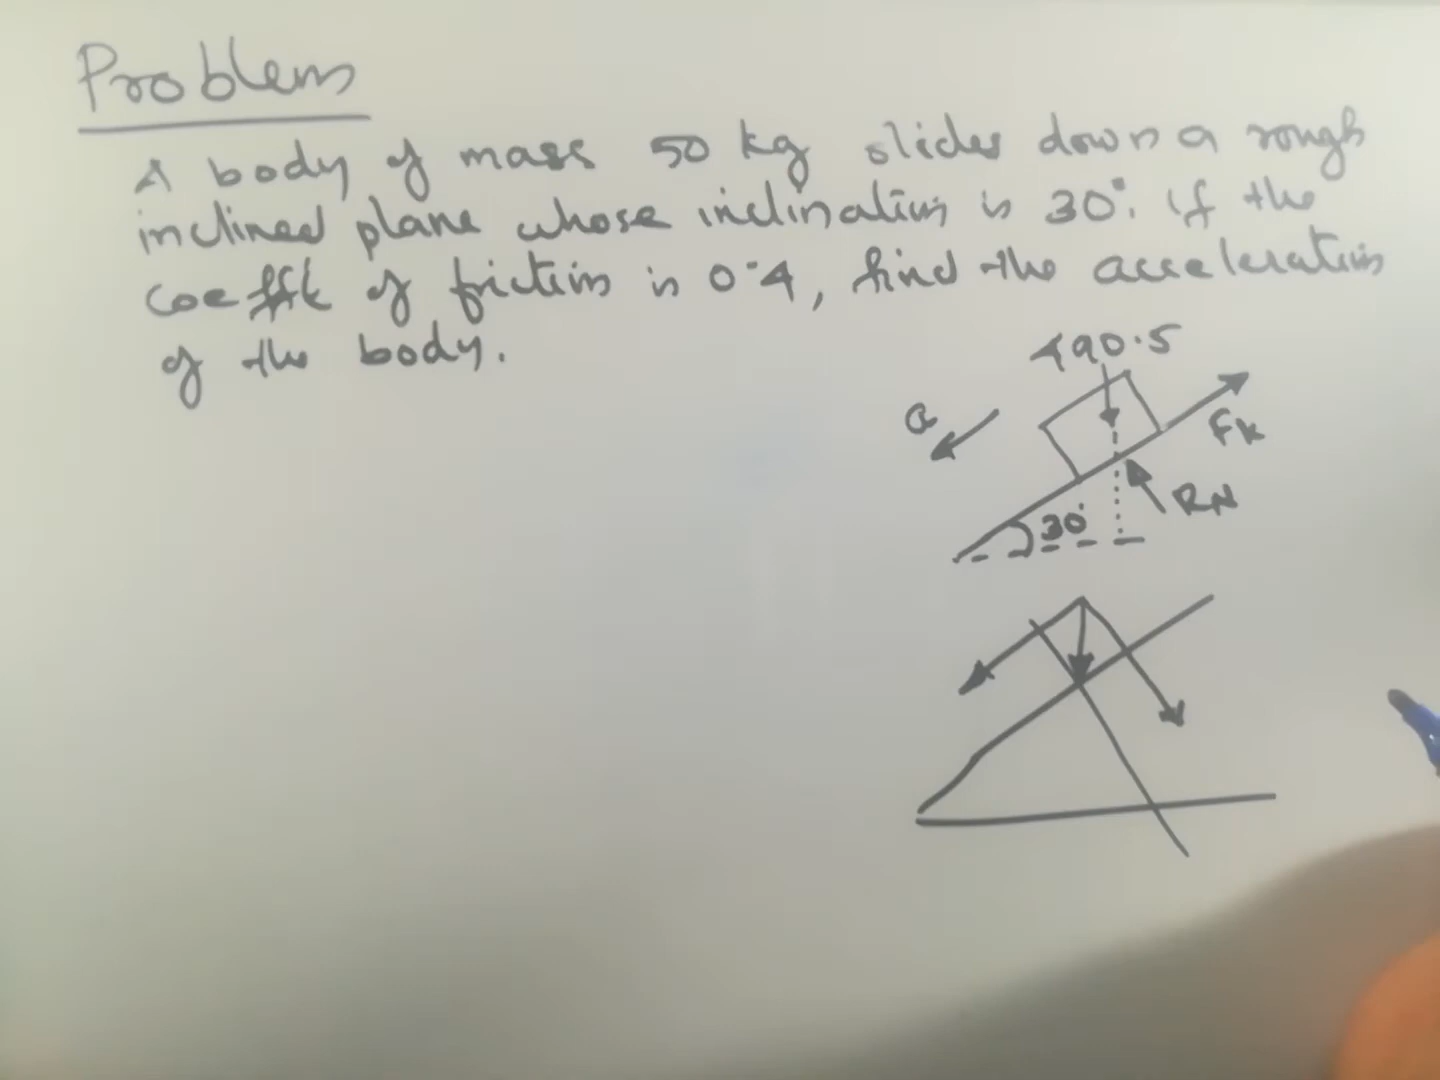 Problem
A body of mass 50 kg slides down a rough
inclined plane whose inclination is 30°. If the
coefft of friction is 0.4, find the acceleration
of the body.
490.5
a
Fk
RN
30°